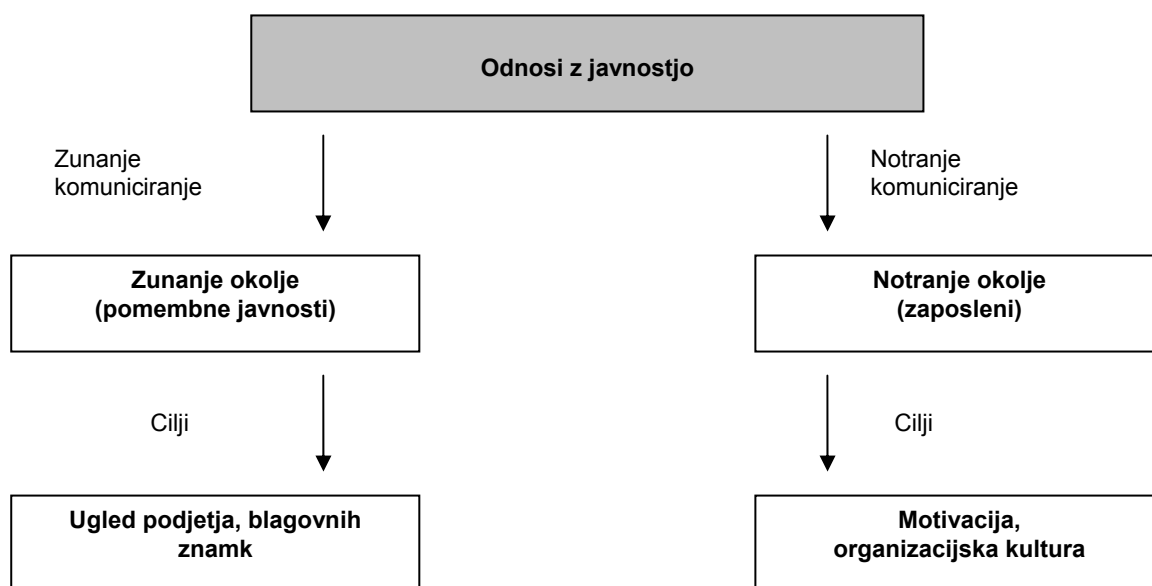 Odnosi z javnostjo
Zunanje
komuniciranje
Notranje
komuniciranje
Zunanje okolje
(pomembne javnosti)
Notranje okolje
(zaposleni)
Cilji
Cilji
Ugled podjetja, blagovnih
znamk
Motivacija,
organizacijska kultura